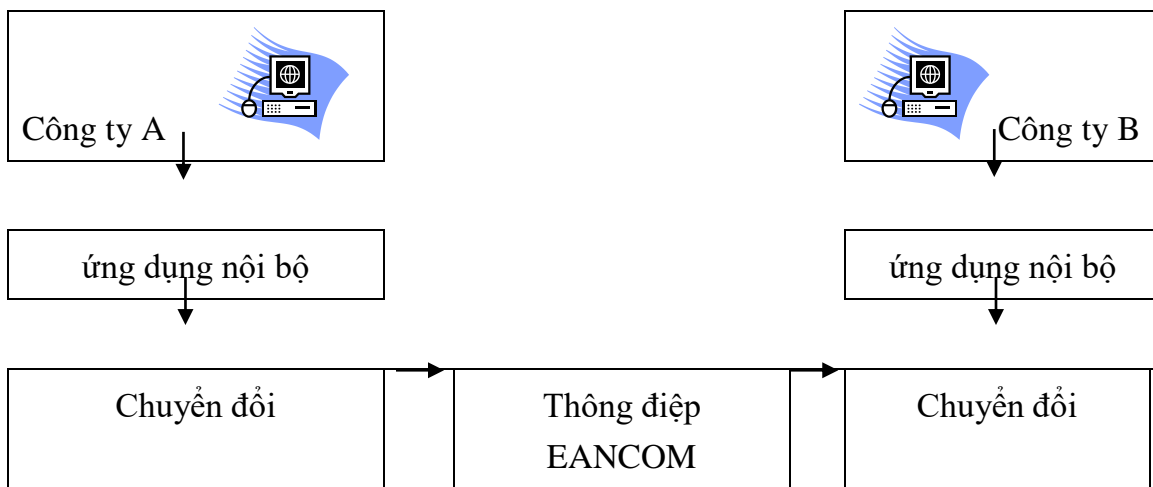 Công ty A
Công ty B
ứng dụng nội bộ
ứng dụng nội bộ
Chuyển đổi
Thông điệp
EANCOM
Chuyển đổi